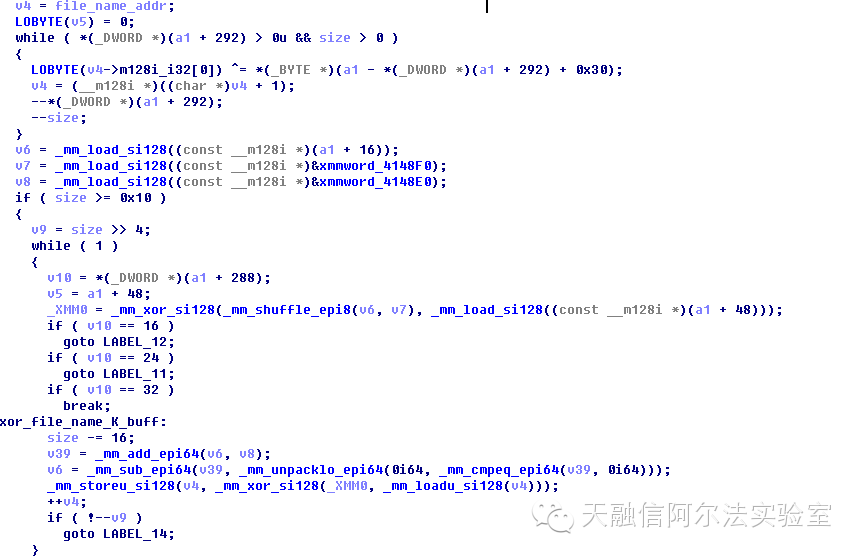 v4 = file_name_addr;
LOBYTE(v5) = 0;
while ( *(_DWORD *)(a1 + 292) > 0u && size > 0 )
{
LOBYTE(v4->m128i_i32[0]) ^= *(_BYTE *)(a1 - *(_DWORD *)(a1 + 292) + 0x30);
v4 = (__m128i *)((char *)v4 + 1);
--*(_DWORD *)(a1 + 292);
--size;
}
v6 = _mm_load_si128((const __m128i *)(a1 + 16));
v7 = _mm_load_si128((const __m128i *)&xmmword_4148F0);
v8 = _mm_load_si128((const __m128i *)&xmmword_4148E0);
if ( size >= 0x10 )
{
v9 = size >> 4;
while ( 1 )
{
v10 = *(_DWORD *)(a1 + 288);
v5 = a1 + 48;
_XMM0 = _mm_xor_si128(_mm_shuffle_epi8(v6, v7), _mm_load_si128((const __m128i *)(a1 + 48)));
if ( v10 == 16 )
goto LABEL_12;
if ( v10 == 24 )
goto LABEL_11;
if ( v10 == 32 )
break;
xor_file_name_K_buff:
size -= 16;
v39 = _mm_add_epi64(v6, v8);
v6 = _mm_sub_epi64(v39, _mm_unpacklo_epi64(0i64, _mm_cmpeq_epi64(v39, 0i64)));
_mm_storeu_si128(v4, _mm_xor_si128(_XMM0, _mm_loadu_si128(v4)));
++v4;
if ( !--v9 )
goto LABEL_14;
}
天融信阿尔法实验室